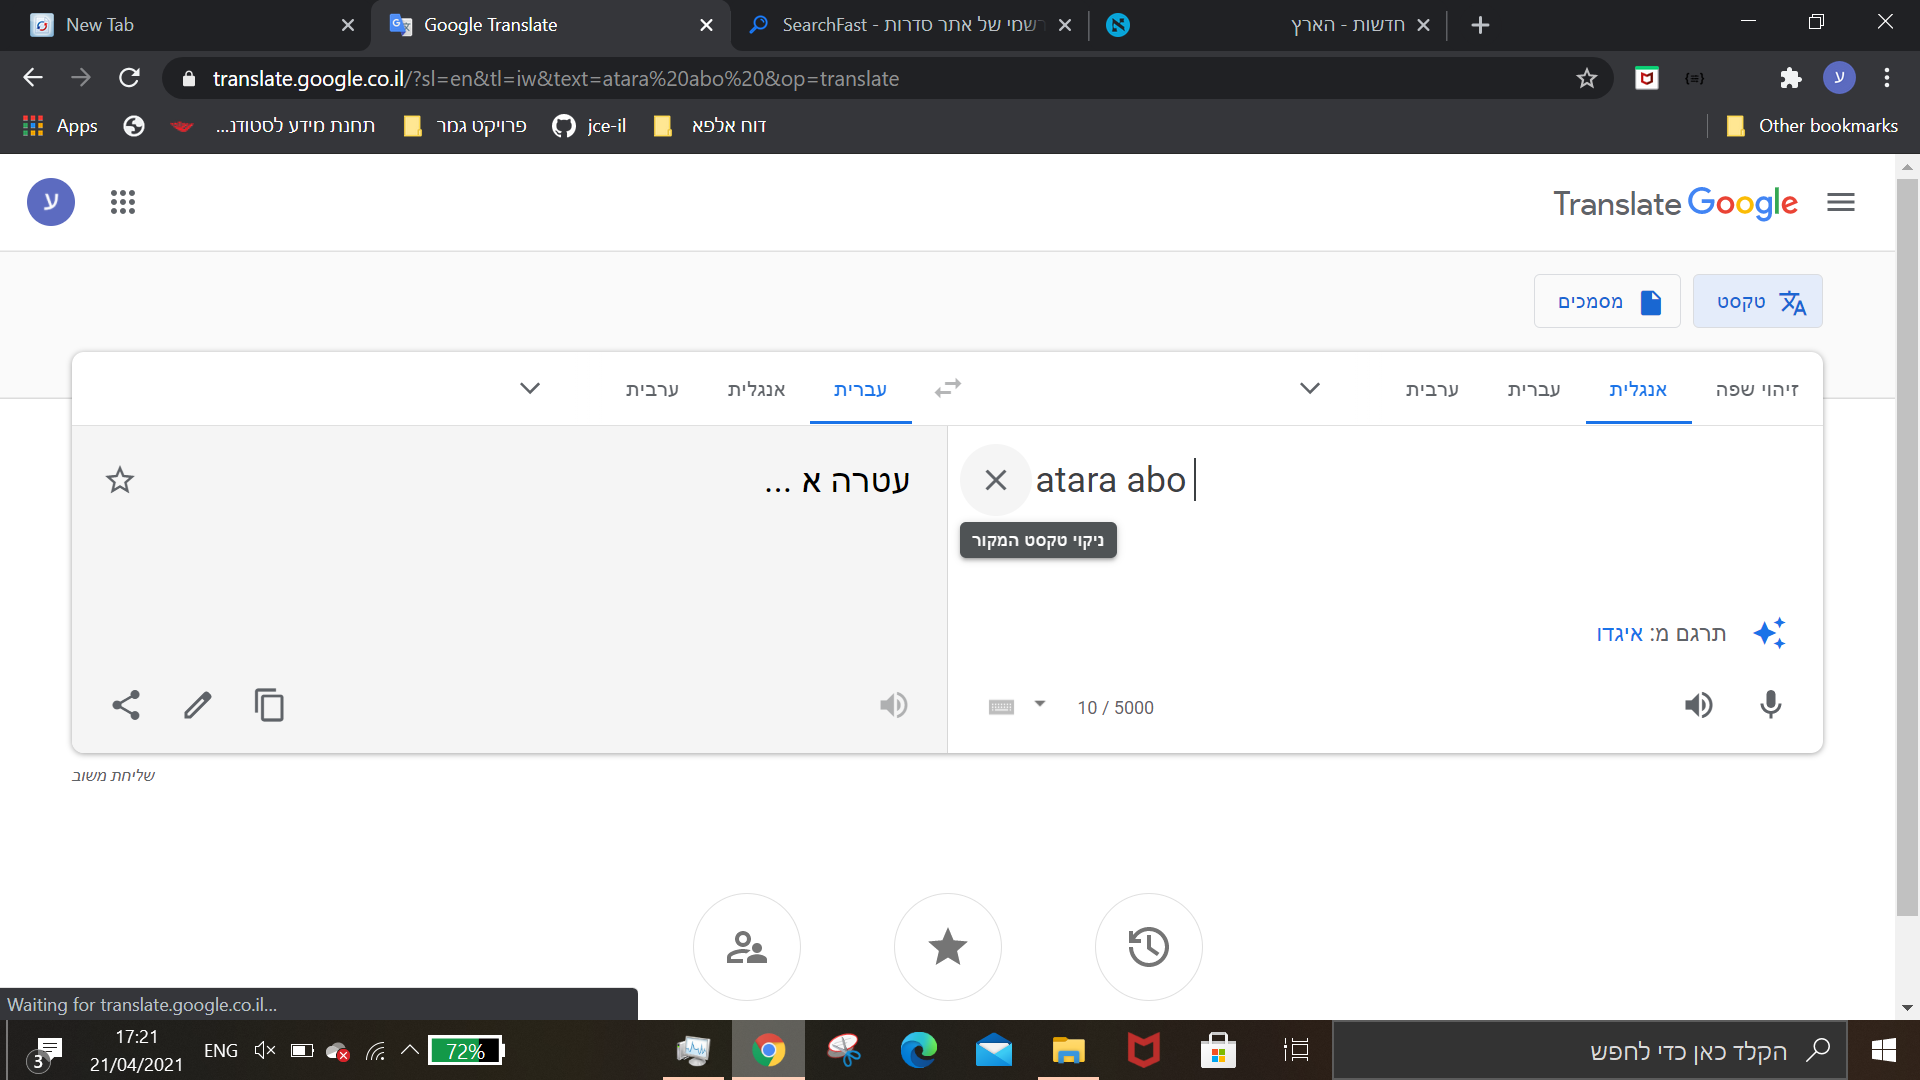 New Tab
Google Translate
SearchFast - רשמי של אתר סדרות
חדשות - הארץ
translate.google.co.il/?sl=en&tl=iw&text=atara%20abo%20&op=translate
ע
Apps
תחנת מידע לסטודנ...
פרויקט גמר
jce-il
דוח אלפא
Other bookmarks
ע
Translate Google
טקסט
מסמכים
זיהוי שפה
אנגלית
עברית
ערבית
עברית
אנגלית
ערבית
atara abo
עטרה א ...
ניקוי טקסט המקור
תרגם מ: איגדו
10 / 5000
שליחת משוב
Waiting for translate.google.co.il...
3
17:21
21/04/2021
ENG
72%
הקלד כאן כדי לחפש